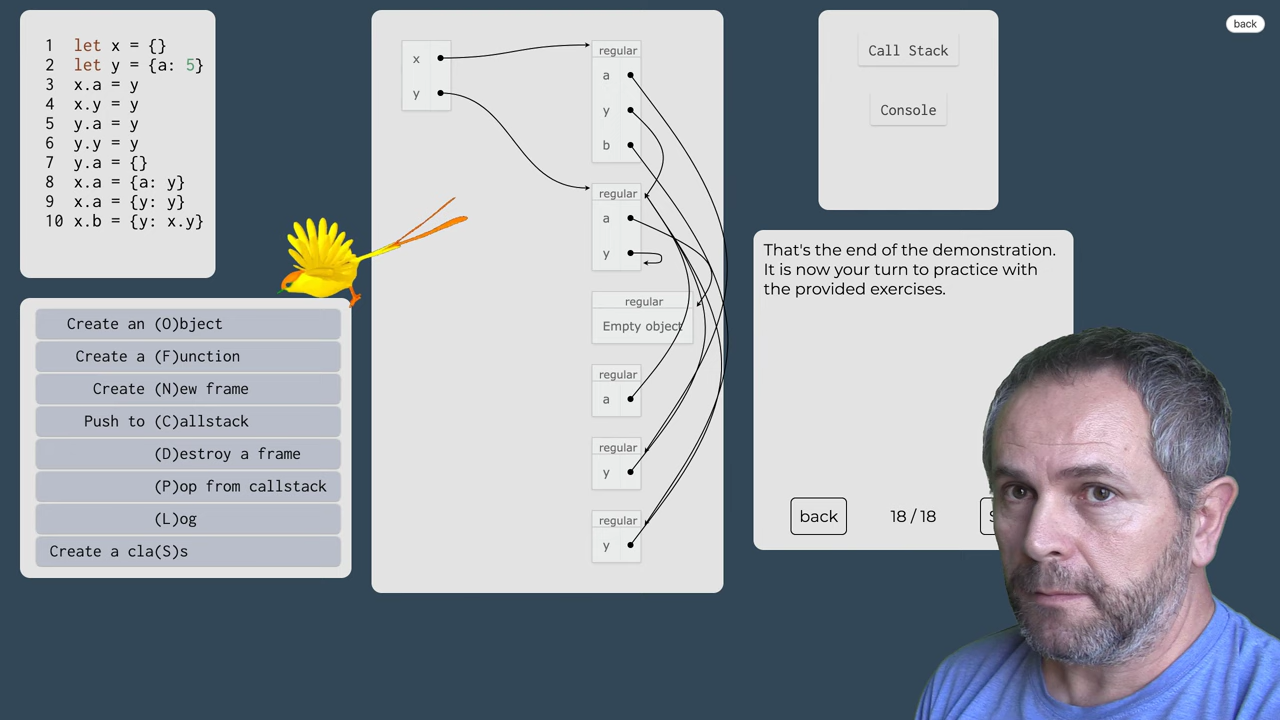 1 let x = {}
2 let y = {a: 5}
3 x.a = y
4 x.y = y
5 y.a = y
6 y.y = y
7 y.a = {}
8 x.a = {a: y}
9 x.a = {y: y}
10 x.b = {y: x.y}
Create an (O)bject
Create a (F)unction
Create (N)ew frame
Push to (C)allstack
(D)estroy a frame
(P)op from callstack
(L)og
Create a cla(S)s
x
y
regular
a
y
b
regular
a
y
regular
Empty object
regular
a
regular
y
regular
y
Call Stack
Console
back
That's the end of the demonstration.
It is now your turn to practice with
the provided exercises.
back
18 / 18